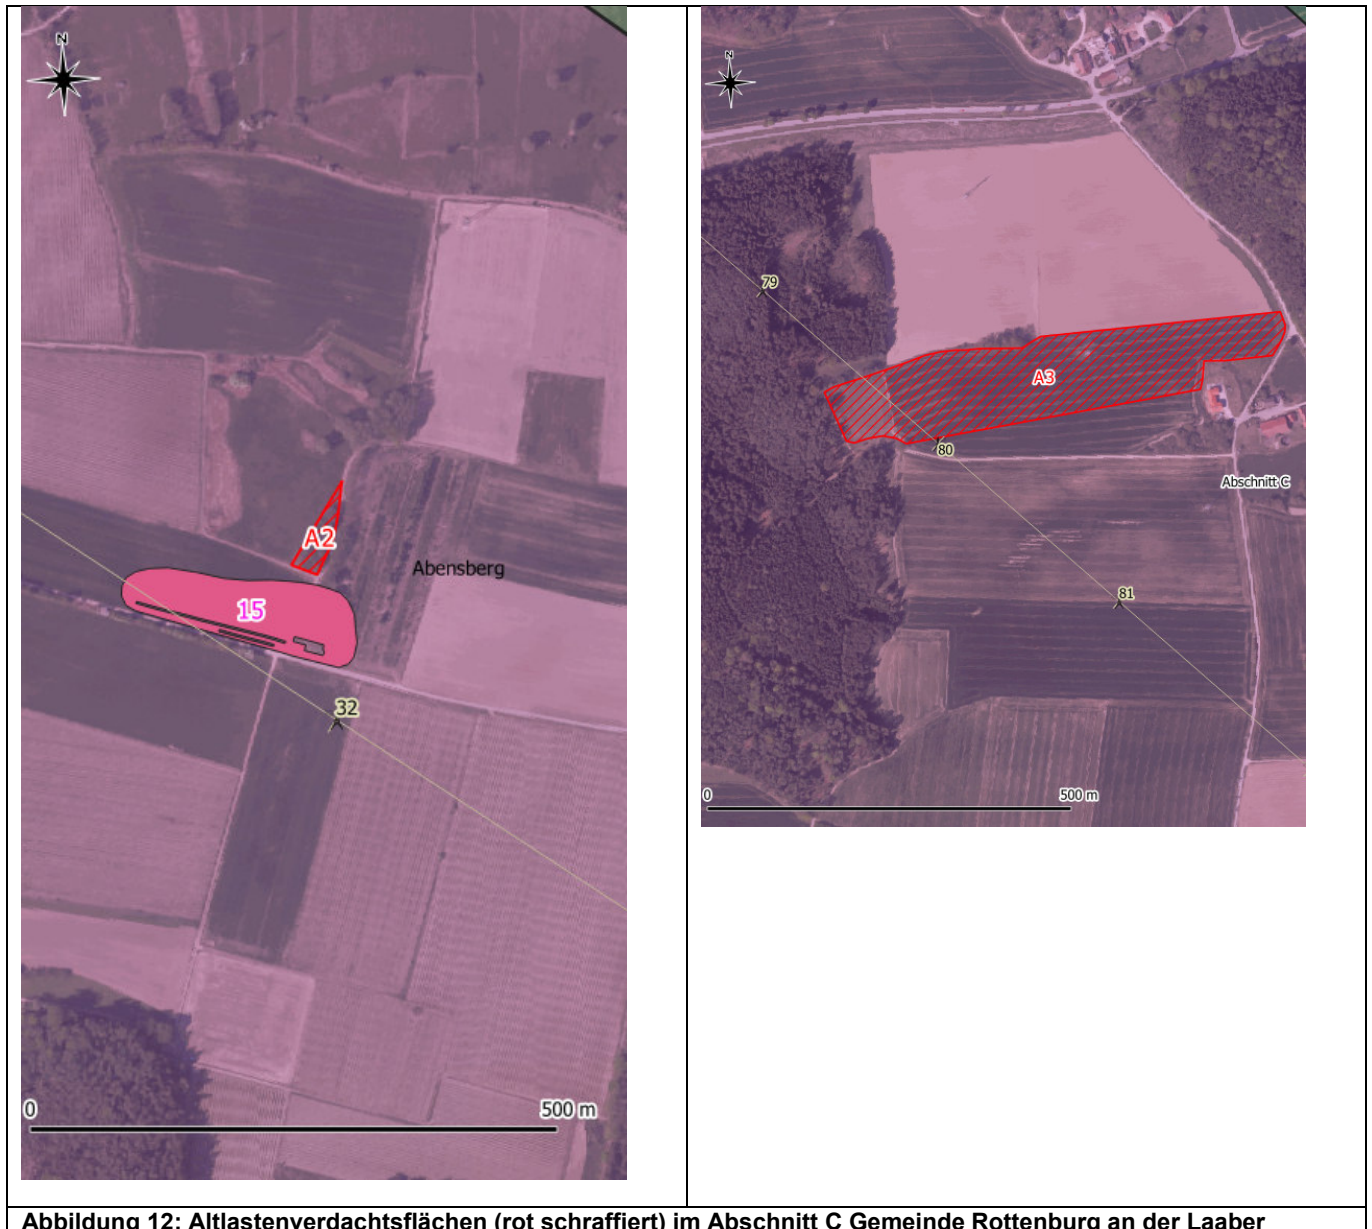 N
A2
15
Abensberg
32
0
500 m
N
79
A3
80
Abschnitt C
81
0
500 m
Abbildung 12: Altlastenverdachtsflächen (rot schraffiert) im Abschnitt C Gemeinde Rottenburg an der Laaber